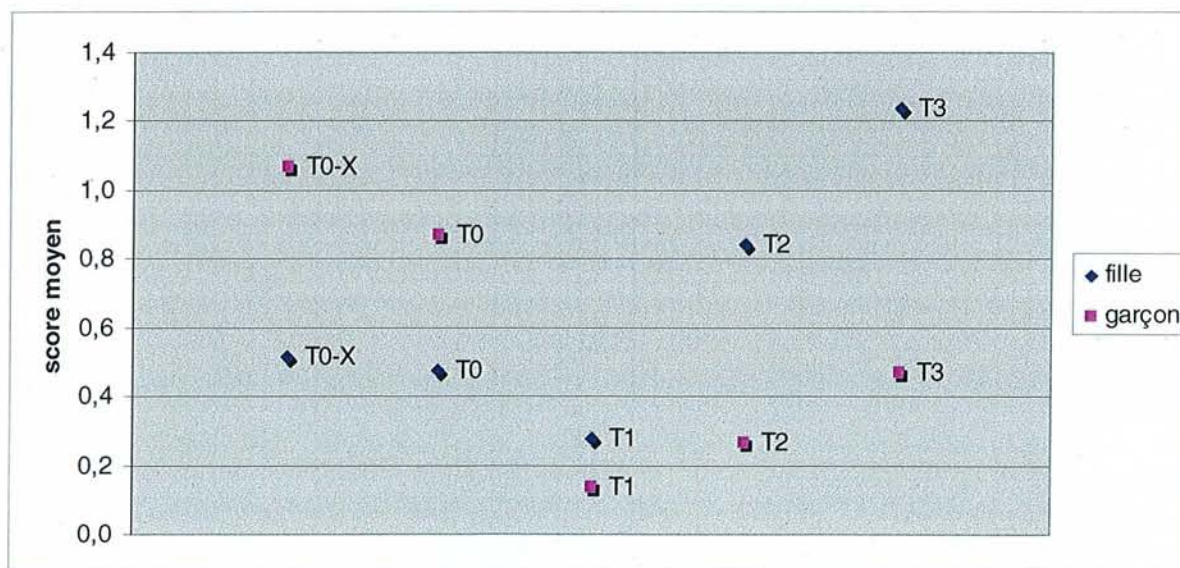 score moyen
1,4
1,2
1,0
0,8
0,6
0,4
0,2
0,0
T0-X
T0-X
T0
T0
T1
T1
T2
T2
T3
T3
fille
garçon